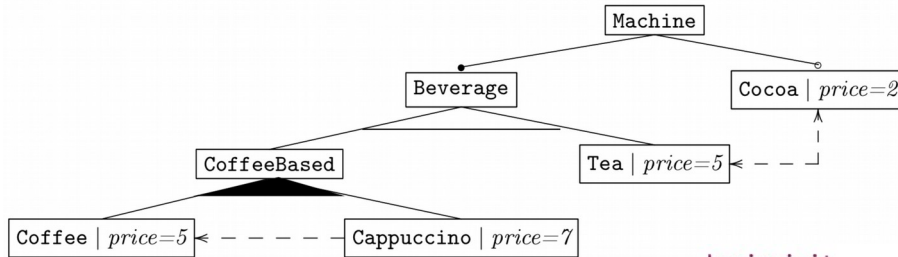 Machine
Beverage
Cocoa | price=2
CoffeeBased
Tea | price=5
Coffee | price=5
Cappuccino | price=7